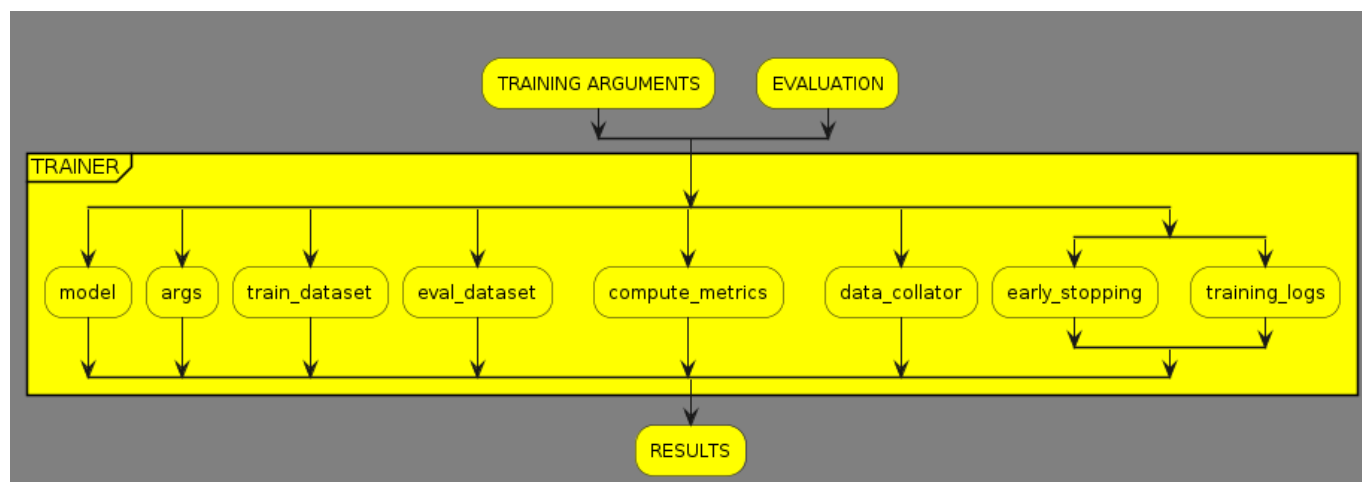 TRAINING ARGUMENTS
EVALUATION
TRAINER
model
args
train_dataset
eval_dataset
compute_metrics
data_collator
early_stopping
training_logs
RESULTS